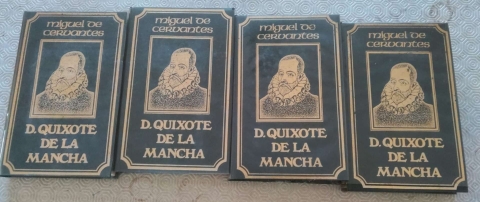 miguel de
cervantes
D. QUIXOTE
DE LA
MANCHA
miguel de
cervantes
D. QUIXOTE
DE LA
MANCHA
miguel de
cervantes
D. QUIXOTE
DE LA
MANCHA
miguel de
cervantes
D. QUIXOTE
DE LA
MANCHA